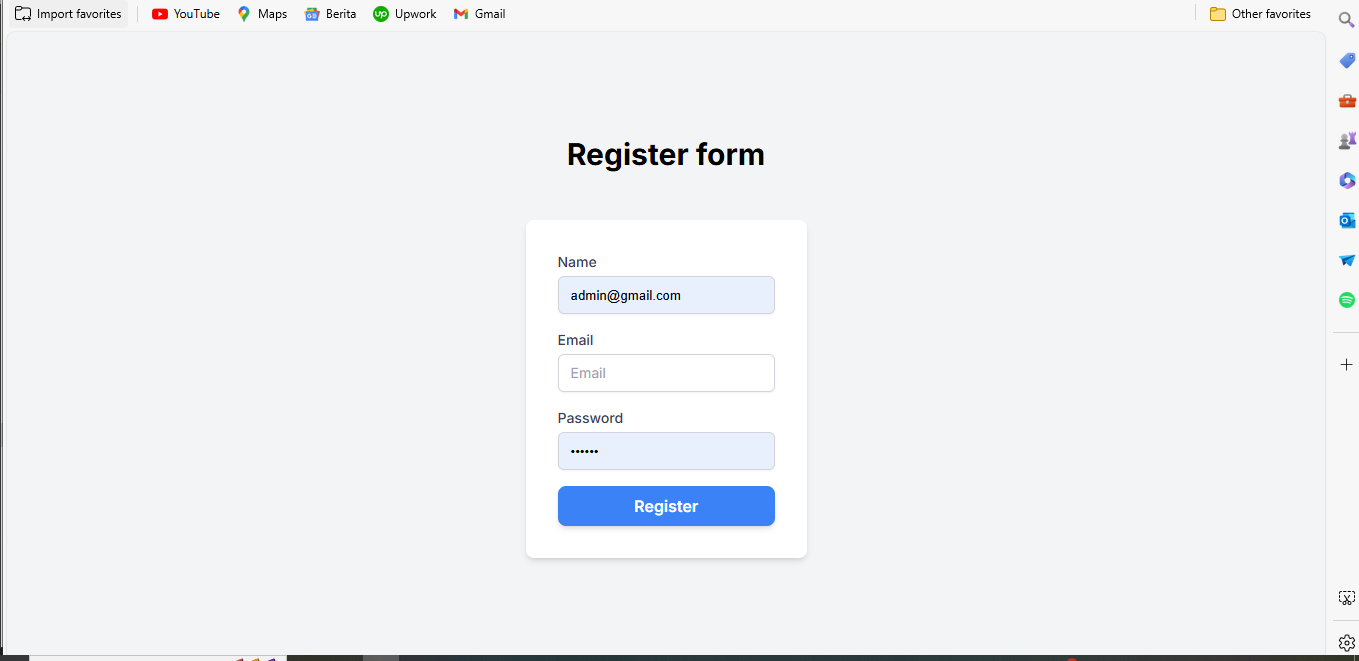 Import favorites YouTube Maps Berita Upwork Gmail Other favorites
Register form
Name
admin@gmail.com
Email
Email
Password
••••••
Register